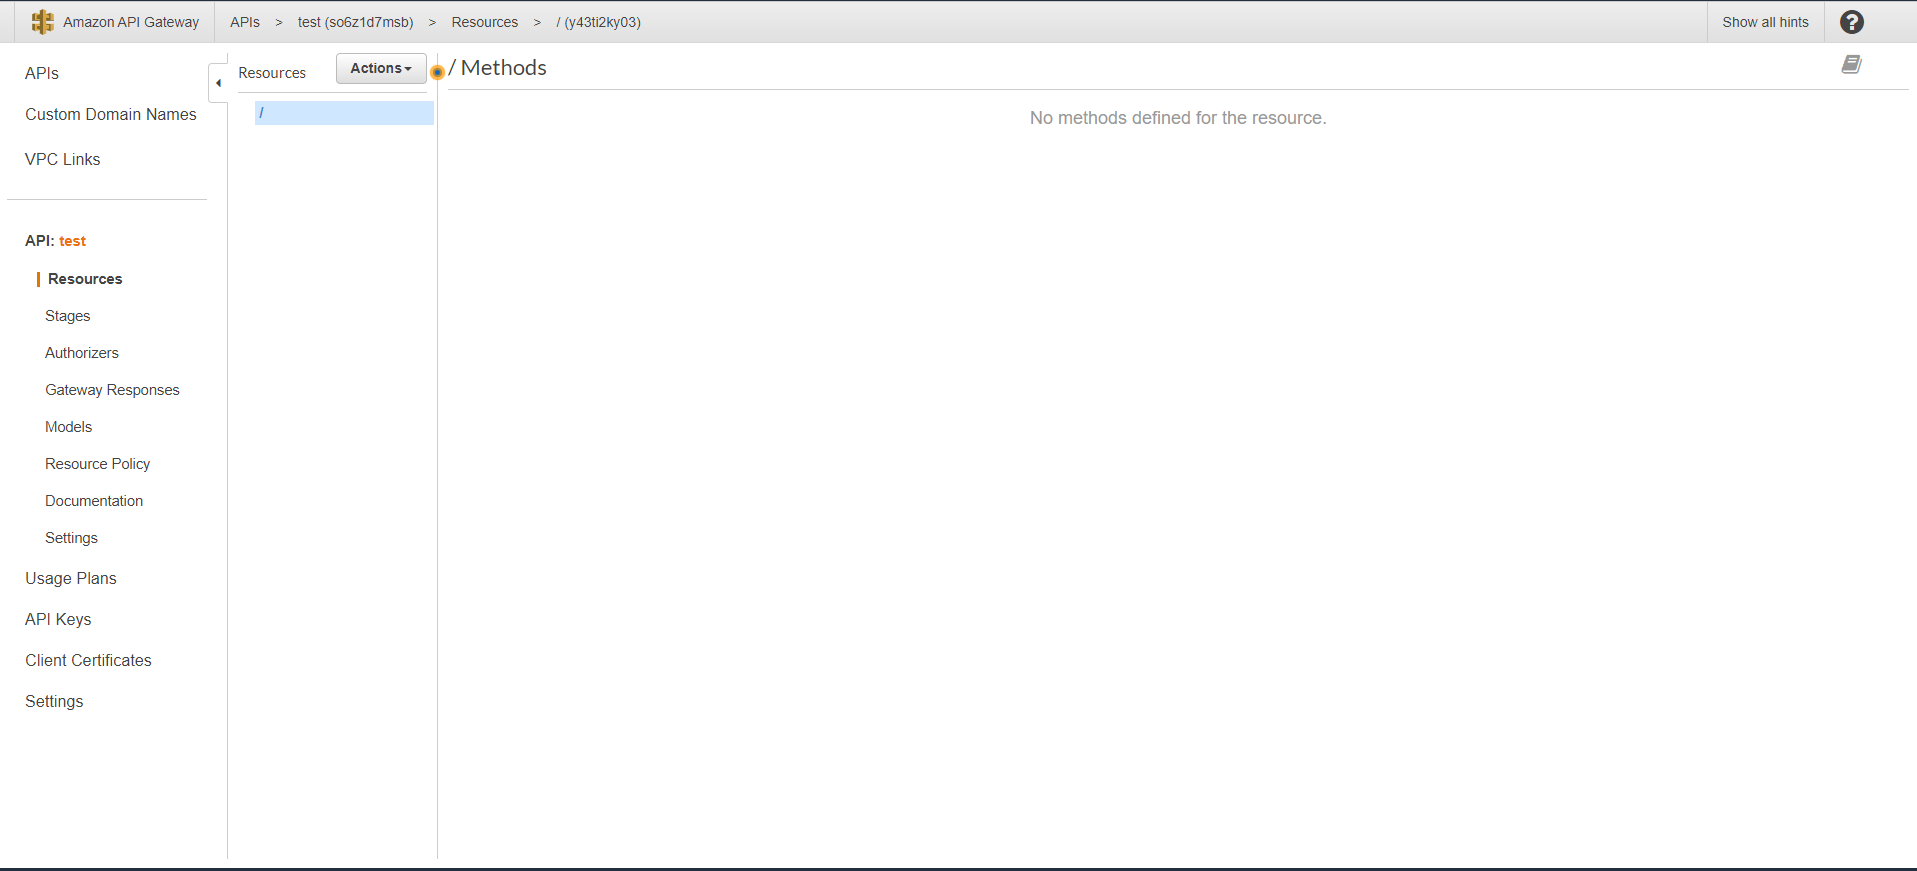 Amazon API Gateway
APIs > test (so6z1d7msb) > Resources > / (y43ti2ky03)
Show all hints
?
APIs
Custom Domain Names
VPC Links
API: test
Resources
Stages
Authorizers
Gateway Responses
Models
Resource Policy
Documentation
Settings
Usage Plans
API Keys
Client Certificates
Settings
Resources
Actions
/
/ Methods
No methods defined for the resource.